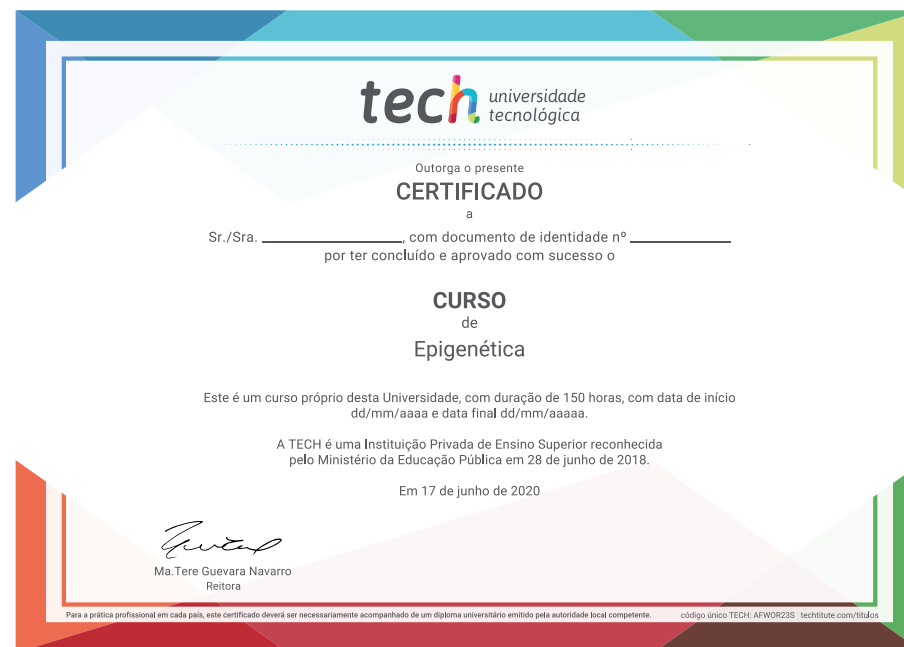 tech universidade
tecnológica
Outorga o presente
CERTIFICADO
a
Sr./Sra. ____________, com documento de identidade nº ____________
por ter concluído e aprovado com sucesso o
CURSO
de
Epigenética
Este é um curso próprio desta Universidade, com duração de 150 horas, com data de início
dd/mm/aaaa e data final dd/mm/aaaaa.
A TECH é uma Instituição Privada de Ensino Superior reconhecida
pelo Ministério da Educação Pública em 28 de junho de 2018.
Em 17 de junho de 2020
Ma.Tere Guevara Navarro
Reitora
Para a prática profissional em cada país, este certificado deverá ser necessariamente acompanhado de um diploma universitário emitido pela autoridade local competente. código único TECH: AFWOR23S techtitute.com/titulos